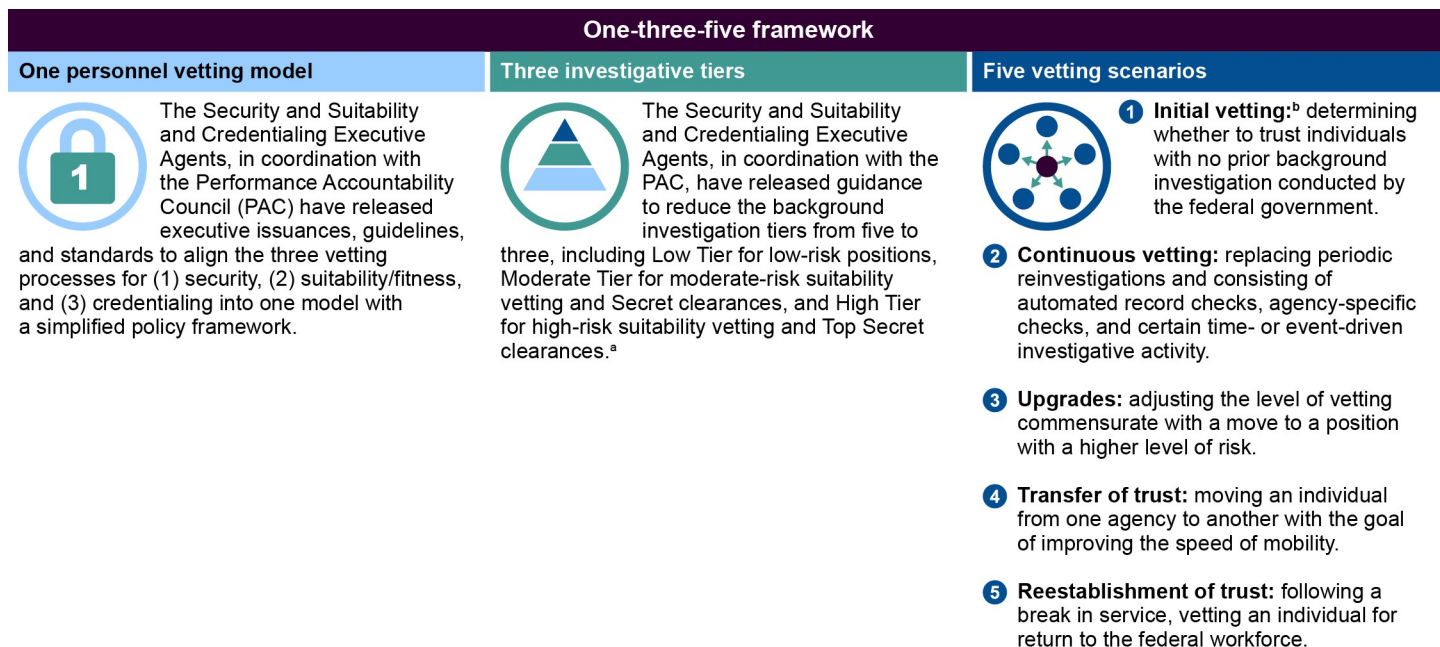 One-three-five framework
One personnel vetting model
The Security and Suitability
and Credentialing Executive
Agents, in coordination with
the Performance Accountability
Council (PAC) have released
executive issuances, guidelines,
and standards to align the three vetting
processes for (1) security, (2) suitability/fitness,
and (3) credentialing into one model with
a simplified policy framework.
1
Three investigative tiers
The Security and Suitability
and Credentialing Executive
Agents, in coordination with the
PAC, have released guidance
to reduce the background
investigation tiers from five to
three, including Low Tier for low-risk positions,
Moderate Tier for moderate-risk suitability
vetting and Secret clearances, and High Tier
for high-risk suitability vetting and Top Secret
clearances.ᵃ
Five vetting scenarios
1 Initial vetting:ᵇ determining
whether to trust individuals
with no prior background
investigation conducted by
the federal government.
2 Continuous vetting: replacing periodic
reinvestigations and consisting of
automated record checks, agency-specific
checks, and certain time- or event-driven
investigative activity.
3 Upgrades: adjusting the level of vetting
commensurate with a move to a position
with a higher level of risk.
4 Transfer of trust: moving an individual
from one agency to another with the goal
of improving the speed of mobility.
5 Reestablishment of trust: following a
break in service, vetting an individual for
return to the federal workforce.